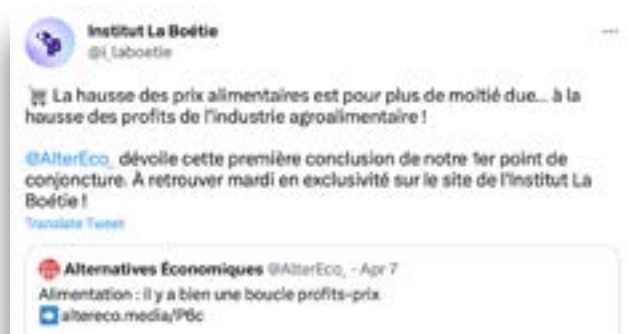 Institut La Boétie
@i_laboetie
🛒 La hausse des prix alimentaires est pour plus de moitié due... à la
hausse des profits de l'industrie agroalimentaire !
@AlterEco_ dévoile cette première conclusion de notre 1er point de
conjoncture. À retrouver mardi en exclusivité sur le site de l'Institut La
Boétie !
Translate Tweet
Alternatives Économiques @AlterEco_ · Apr 7
Alimentation : il y a bien une boucle profits-prix
➡️ altereco.media/P6c